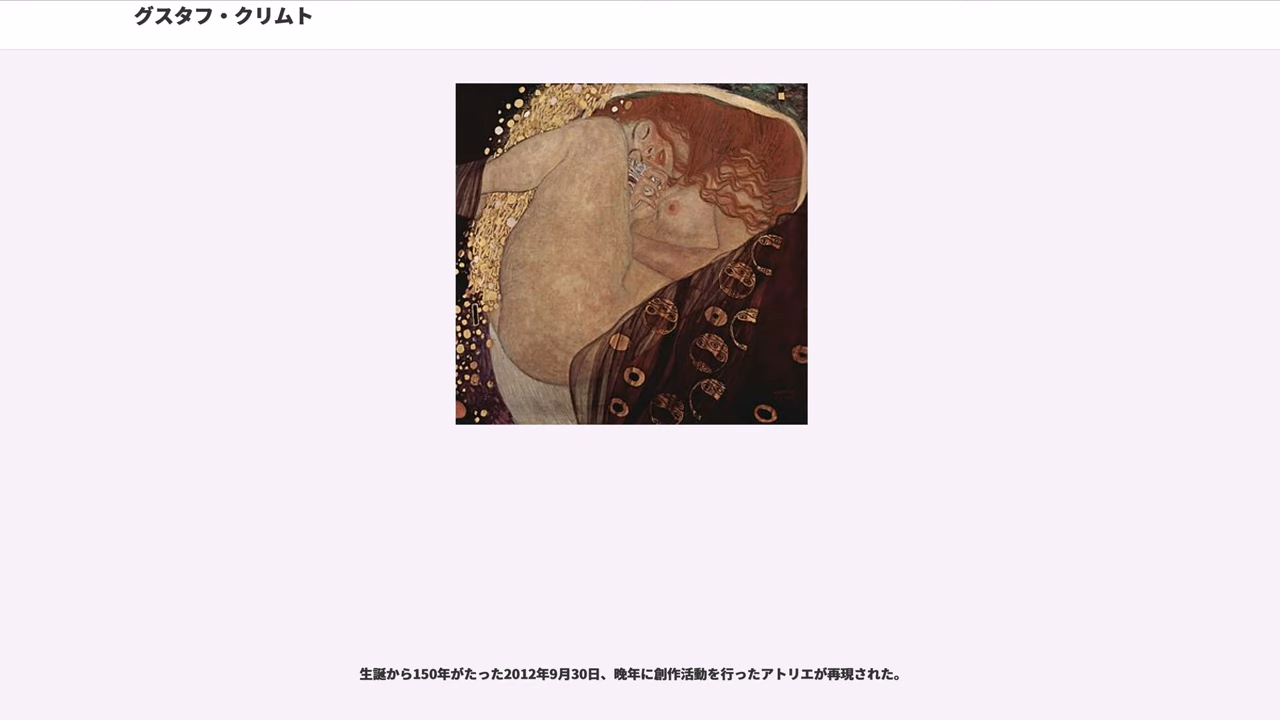 グスタフ・クリムト
生誕から150年がたった2012年9月30日、晩年に創作活動を行ったアトリエが再現された。